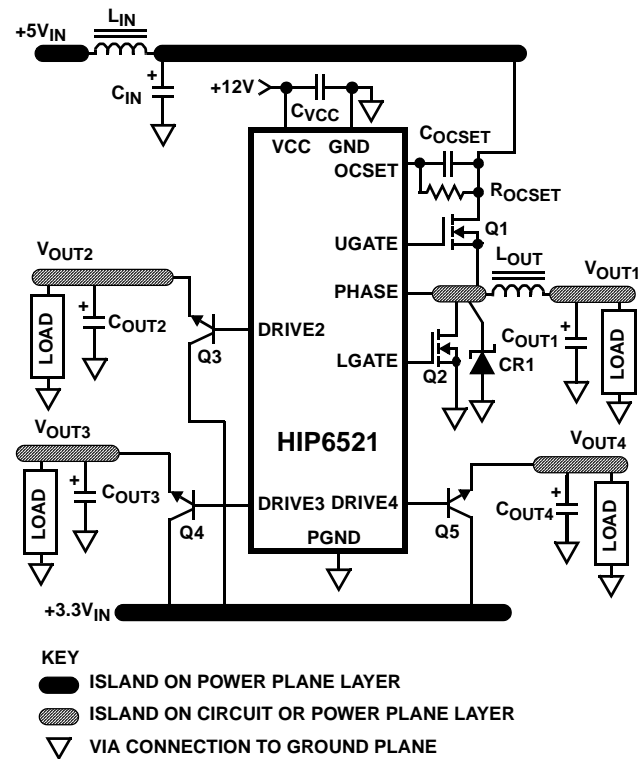 LIN
+5VIN
+
CIN
+12V
CVCC
VCC GND
COCSET
OCSET
ROCSET
Q1
UGATE
LOUT
VOUT1
VOUT2
PHASE
+
COUT2
LOAD
DRIVE2
Q3
LGATE
Q2
CR1
+
COUT1
LOAD
HIP6521
VOUT3
VOUT4
+
COUT3
LOAD
DRIVE3 DRIVE4
Q4
Q5
+
COUT4
LOAD
PGND
+3.3VIN
KEY
ISLAND ON POWER PLANE LAYER
ISLAND ON CIRCUIT OR POWER PLANE LAYER
VIA CONNECTION TO GROUND PLANE